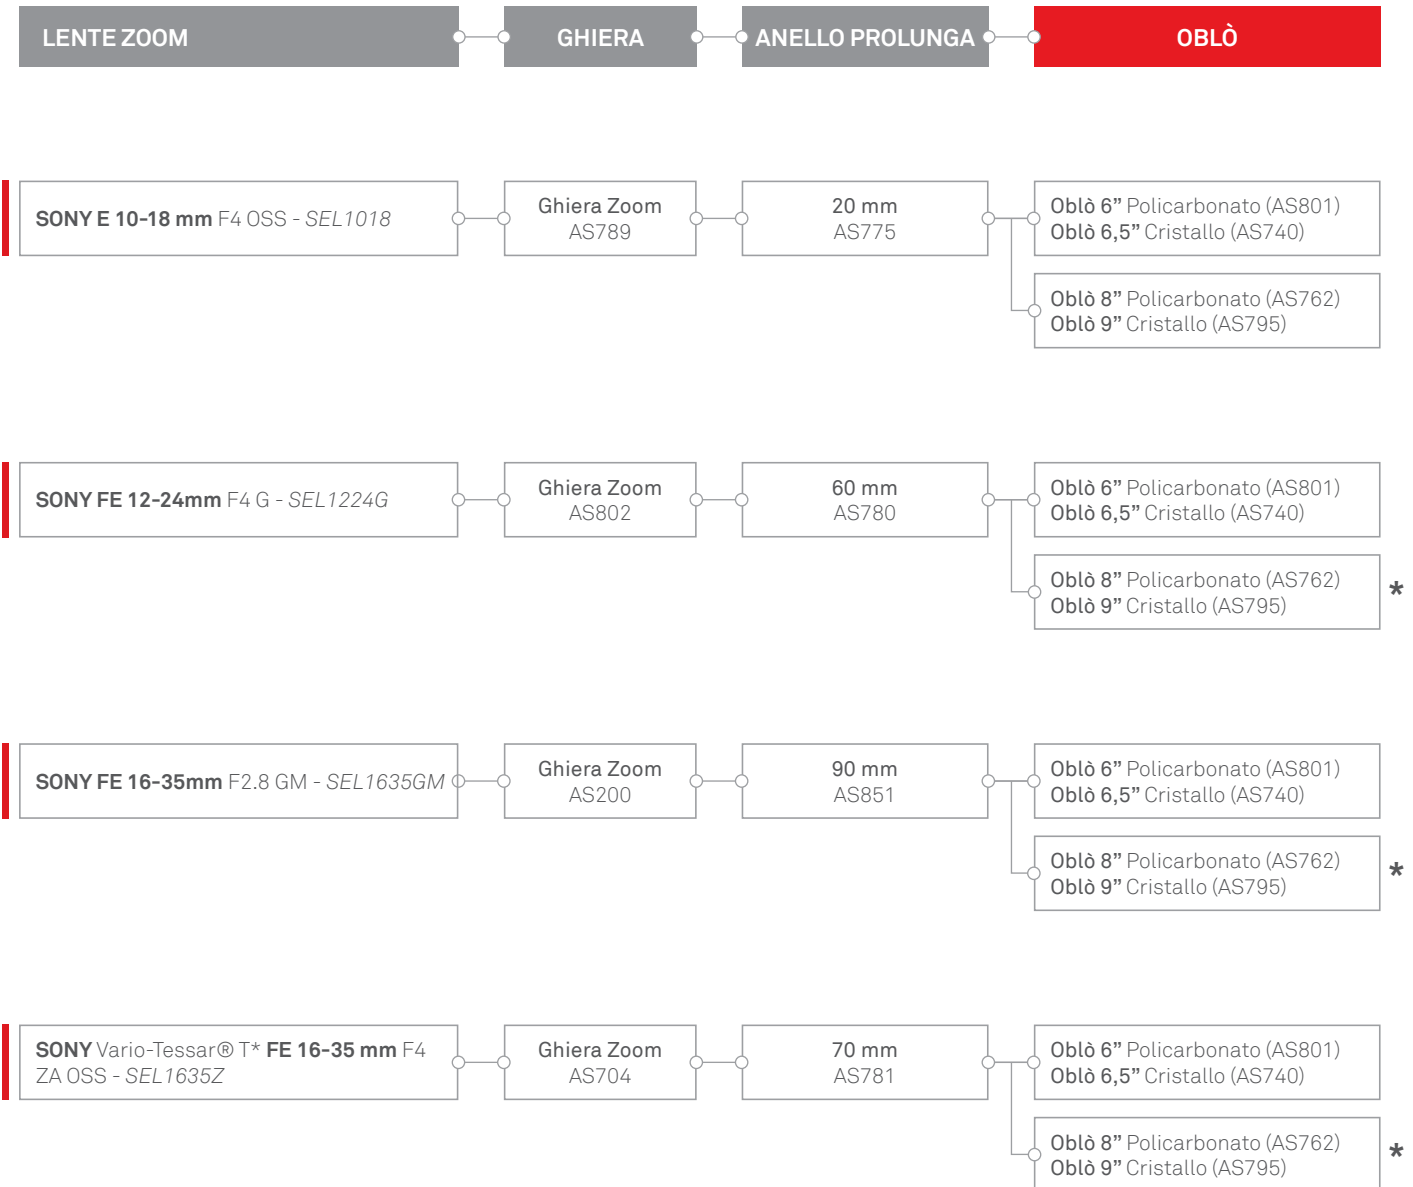 LENTE ZOOM
GHIERA
ANELLO PROLUNGA
OBLÒ
SONY E 10-18 mm F4 OSS - SEL1018
Ghiera Zoom
AS789
20 mm
AS775
Oblò 6” Policarbonato (AS801)
Oblò 6,5” Cristallo (AS740)
Oblò 8” Policarbonato (AS762)
Oblò 9” Cristallo (AS795)
SONY FE 12-24mm F4 G - SEL1224G
Ghiera Zoom
AS802
60 mm
AS780
Oblò 6” Policarbonato (AS801)
Oblò 6,5” Cristallo (AS740)
Oblò 8” Policarbonato (AS762)
Oblò 9” Cristallo (AS795)
*
SONY FE 16-35mm F2.8 GM - SEL1635GM
Ghiera Zoom
AS200
90 mm
AS851
Oblò 6” Policarbonato (AS801)
Oblò 6,5” Cristallo (AS740)
Oblò 8” Policarbonato (AS762)
Oblò 9” Cristallo (AS795)
*
SONY Vario-Tessar® T* FE 16-35 mm F4
ZA OSS - SEL1635Z
Ghiera Zoom
AS704
70 mm
AS781
Oblò 6” Policarbonato (AS801)
Oblò 6,5” Cristallo (AS740)
Oblò 8” Policarbonato (AS762)
Oblò 9” Cristallo (AS795)
*